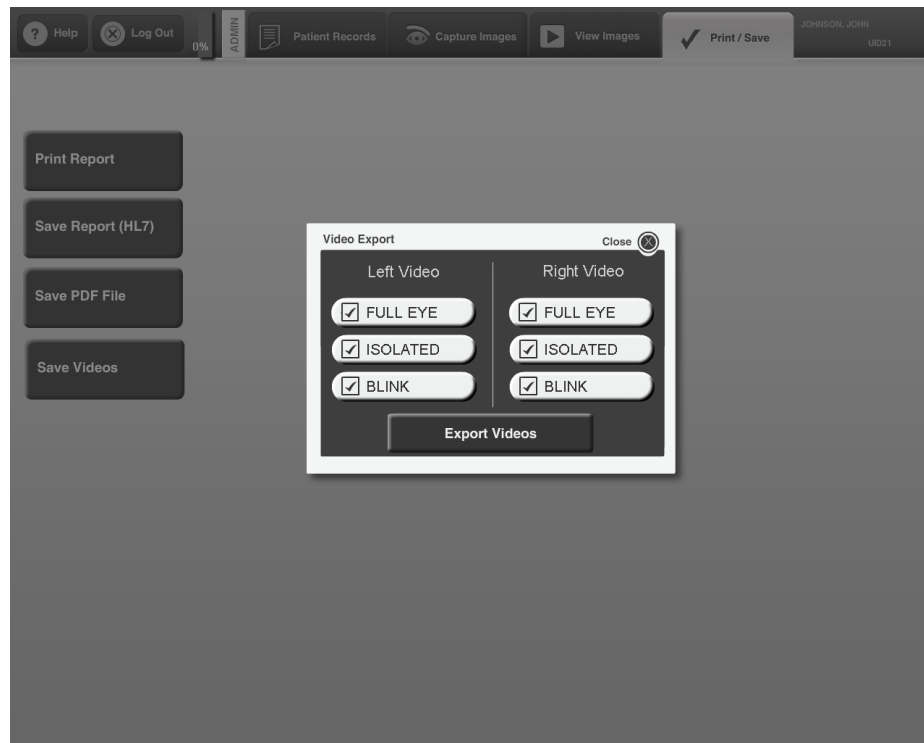 Help
Log Out
0%
ADMIN
Patient Records
Capture Images
View Images
Print / Save
JOHNSON, JOHN
UID21
Print Report
Save Report (HL7)
Save PDF File
Save Videos
Video Export
Close
Left Video
FULL EYE
ISOLATED
BLINK
Right Video
FULL EYE
ISOLATED
BLINK
Export Videos